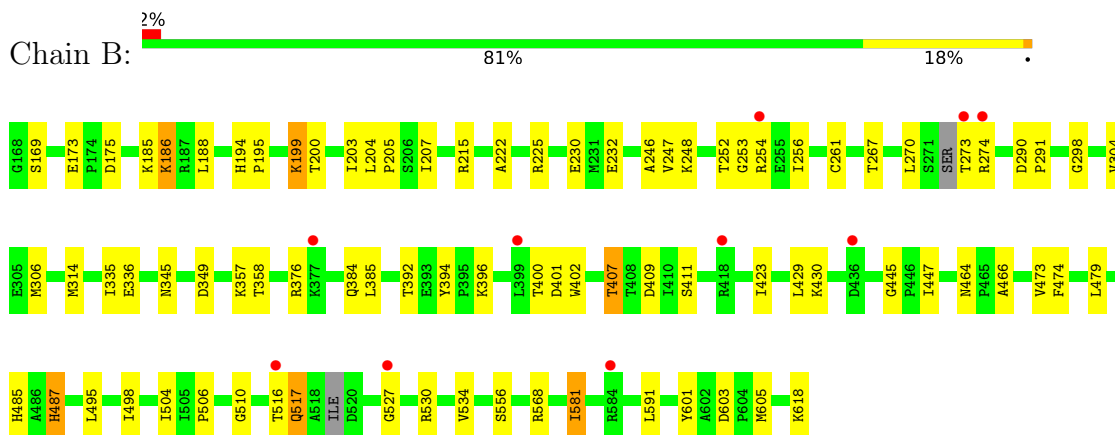 2%
Chain B:
81% 18% •
G168 S169 E173 P174 D175 K185 K186 R187 L188 H194 P195 K199 T200 I203 L204 P205 S206 I207 R215 A222 R225 E230 M231 E232 A246 V247 K248 T252 G253 R254 E255 I256 C261 T267 L270 S271 SER T273 R274 D290 P291 G298 V304
E305 M306 M314 I335 E336 N345 D349 K357 T358 R376 K377 Q384 L385 T392 E393 Y394 P395 K396 L399 T400 D401 W402 T407 T408 D409 I410 S411 R418 I423 L429 K430 D436 G445 P446 I447 N464 P465 A466 V473 F474 L479
H485 A486 H487 L495 I498 I504 I505 P506 G510 T516 Q517 A518 ILE D520 G527 R530 V534 S556 R568 I581 R584 L591 Y601 A602 D603 P604 M605 K618